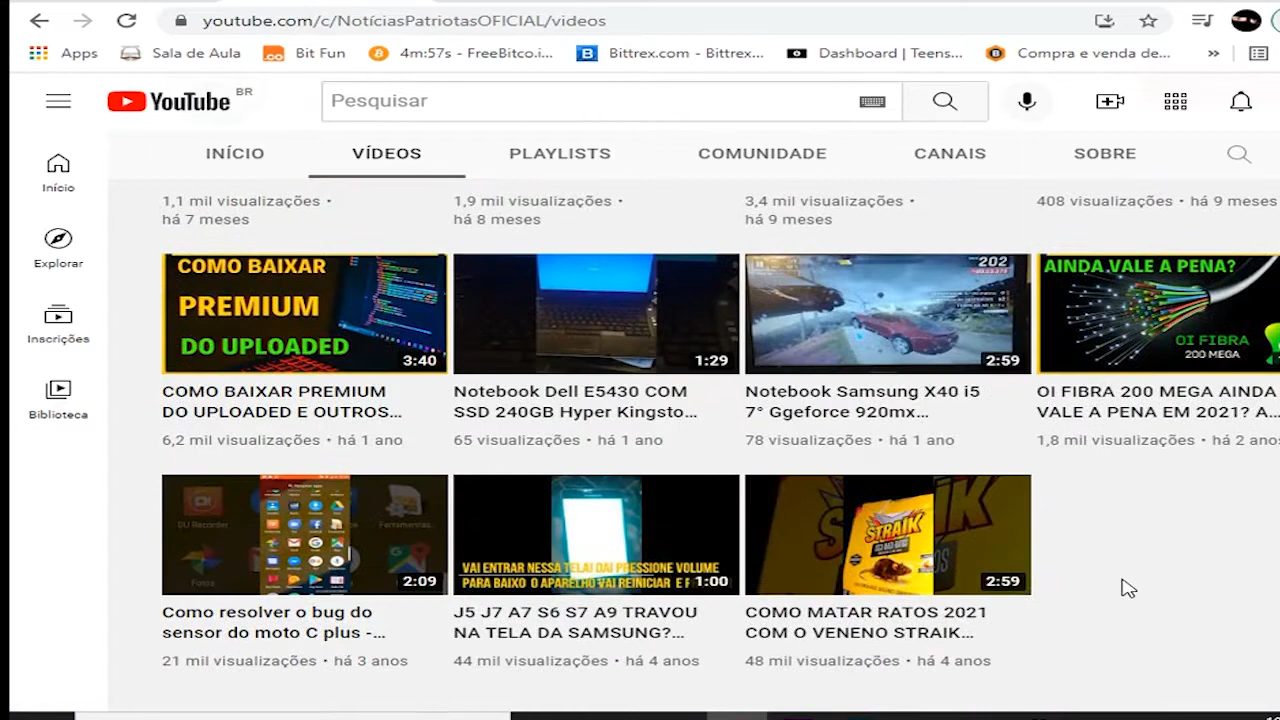 youtube.com/c/NotíciasPatriotasOFICIAL/videos
Apps Sala de Aula Bit Fun 4m:57s - FreeBitco.i... Bittrex.com - Bittrex... Dashboard | Teens... Compra e venda de... »
YouTube BR Pesquisar
INÍCIO VÍDEOS PLAYLISTS COMUNIDADE CANAIS SOBRE
Início
Explorar
Inscrições
Biblioteca
1,1 mil visualizações •
há 7 meses
1,9 mil visualizações •
há 8 meses
3,4 mil visualizações •
há 9 meses
408 visualizações • há 9 meses
COMO BAIXAR
PREMIUM
DO UPLOADED
3:40
COMO BAIXAR PREMIUM
DO UPLOADED E OUTROS...
6,2 mil visualizações • há 1 ano
1:29
Notebook Dell E5430 COM
SSD 240GB Hyper Kingsto...
65 visualizações • há 1 ano
202
2:59
Notebook Samsung X40 i5
7° Ggeforce 920mx...
78 visualizações • há 1 ano
AINDA VALE A PENA?
OI FIBRA
200 MEGA
OI FIBRA 200 MEGA AINDA
VALE A PENA EM 2021? A...
1,8 mil visualizações • há 2 anos
DU Recorder
Ferramentas...
Fotos
2:09
Como resolver o bug do
sensor do moto C plus -...
21 mil visualizações • há 3 anos
VAI ENTRAR NESSA TELA! DAI PRESSIONE VOLUME
PARA BAIXO O APARELHO VAI REINICIAR E
1:00
J5 J7 A7 S6 S7 A9 TRAVOU
NA TELA DA SAMSUNG?...
44 mil visualizações • há 4 anos
STRAIK
2:59
COMO MATAR RATOS 2021
COM O VENENO STRAIK...
48 mil visualizações • há 4 anos